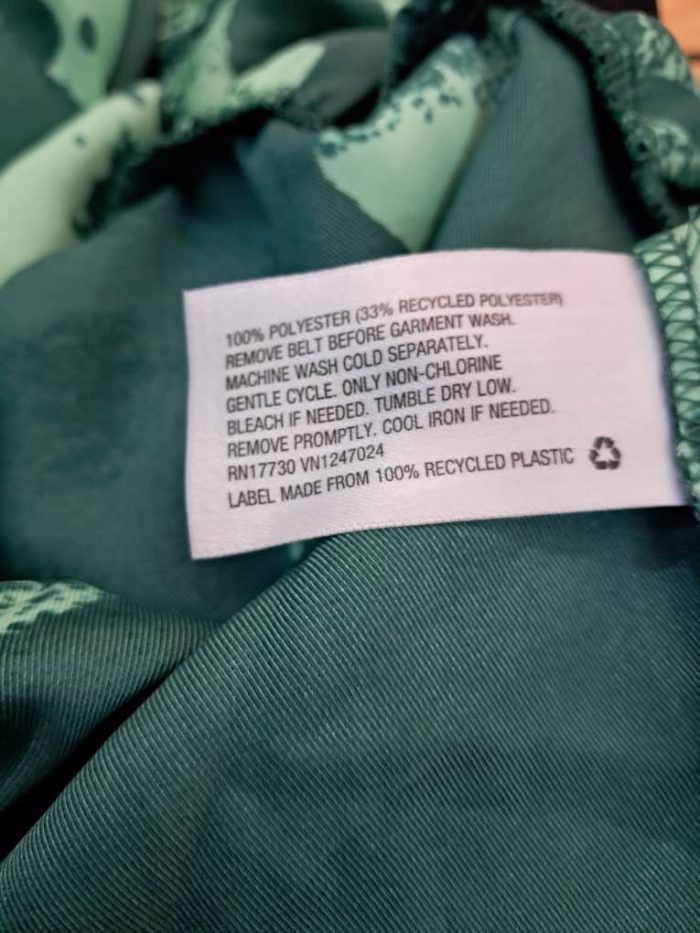 100% POLYESTER (33% RECYCLED POLYESTER)
REMOVE BELT BEFORE GARMENT WASH.
MACHINE WASH COLD SEPARATELY.
GENTLE CYCLE. ONLY NON-CHLORINE
BLEACH IF NEEDED. TUMBLE DRY LOW.
REMOVE PROMPTLY. COOL IRON IF NEEDED.
RN17730 VN1247024
LABEL MADE FROM 100% RECYCLED PLASTIC